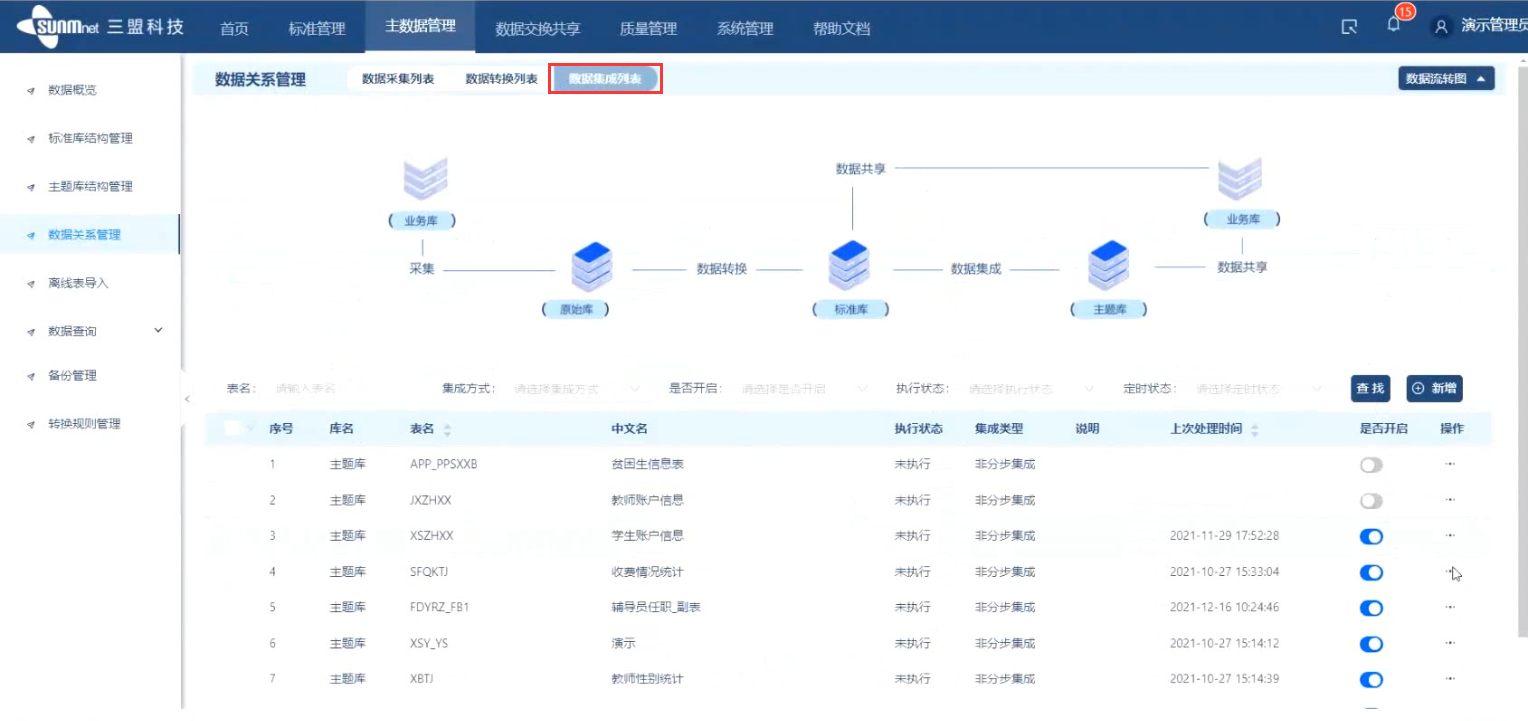 SUNMnet 三盟科技 首页 标准管理 主数据管理 数据交换共享 质量管理 系统管理 帮助文档 15 演示管理员
数据概览
标准库结构管理
主题库结构管理
数据关系管理
离线表导入
数据查询
备份管理
转换规则管理
数据关系管理 数据采集列表 数据转换列表 数据集成列表 数据流转图
数据共享
业务库 业务库
采集 数据转换 数据集成 数据共享
原始库 标准库 主题库
表名: 请输入表名 集成方式: 请选择集成方式 是否开启: 请选择是否开启 执行状态: 请选择执行状态 定时状态: 请选择定时状态 查找 新增
序号 库名 表名 中文名 执行状态 集成类型 说明 上次处理时间 是否开启 操作
1 主题库 APP_PPSXXB 贫困生信息表 未执行 非分步集成 ···
2 主题库 JXZHXX 教师账户信息 未执行 非分步集成 ···
3 主题库 XSZHXX 学生账户信息 未执行 非分步集成 2021-11-29 17:52:28 ···
4 主题库 SFQKTJ 收费情况统计 未执行 非分步集成 2021-10-27 15:33:04
5 主题库 FDYRZ_FB1 辅导员任职_副表 未执行 非分步集成 2021-12-16 10:24:46 ···
6 主题库 XSY_YS 演示 未执行 非分步集成 2021-10-27 15:14:12 ···
7 主题库 XBTJ 教师性别统计 未执行 非分步集成 2021-10-27 15:14:39 ···